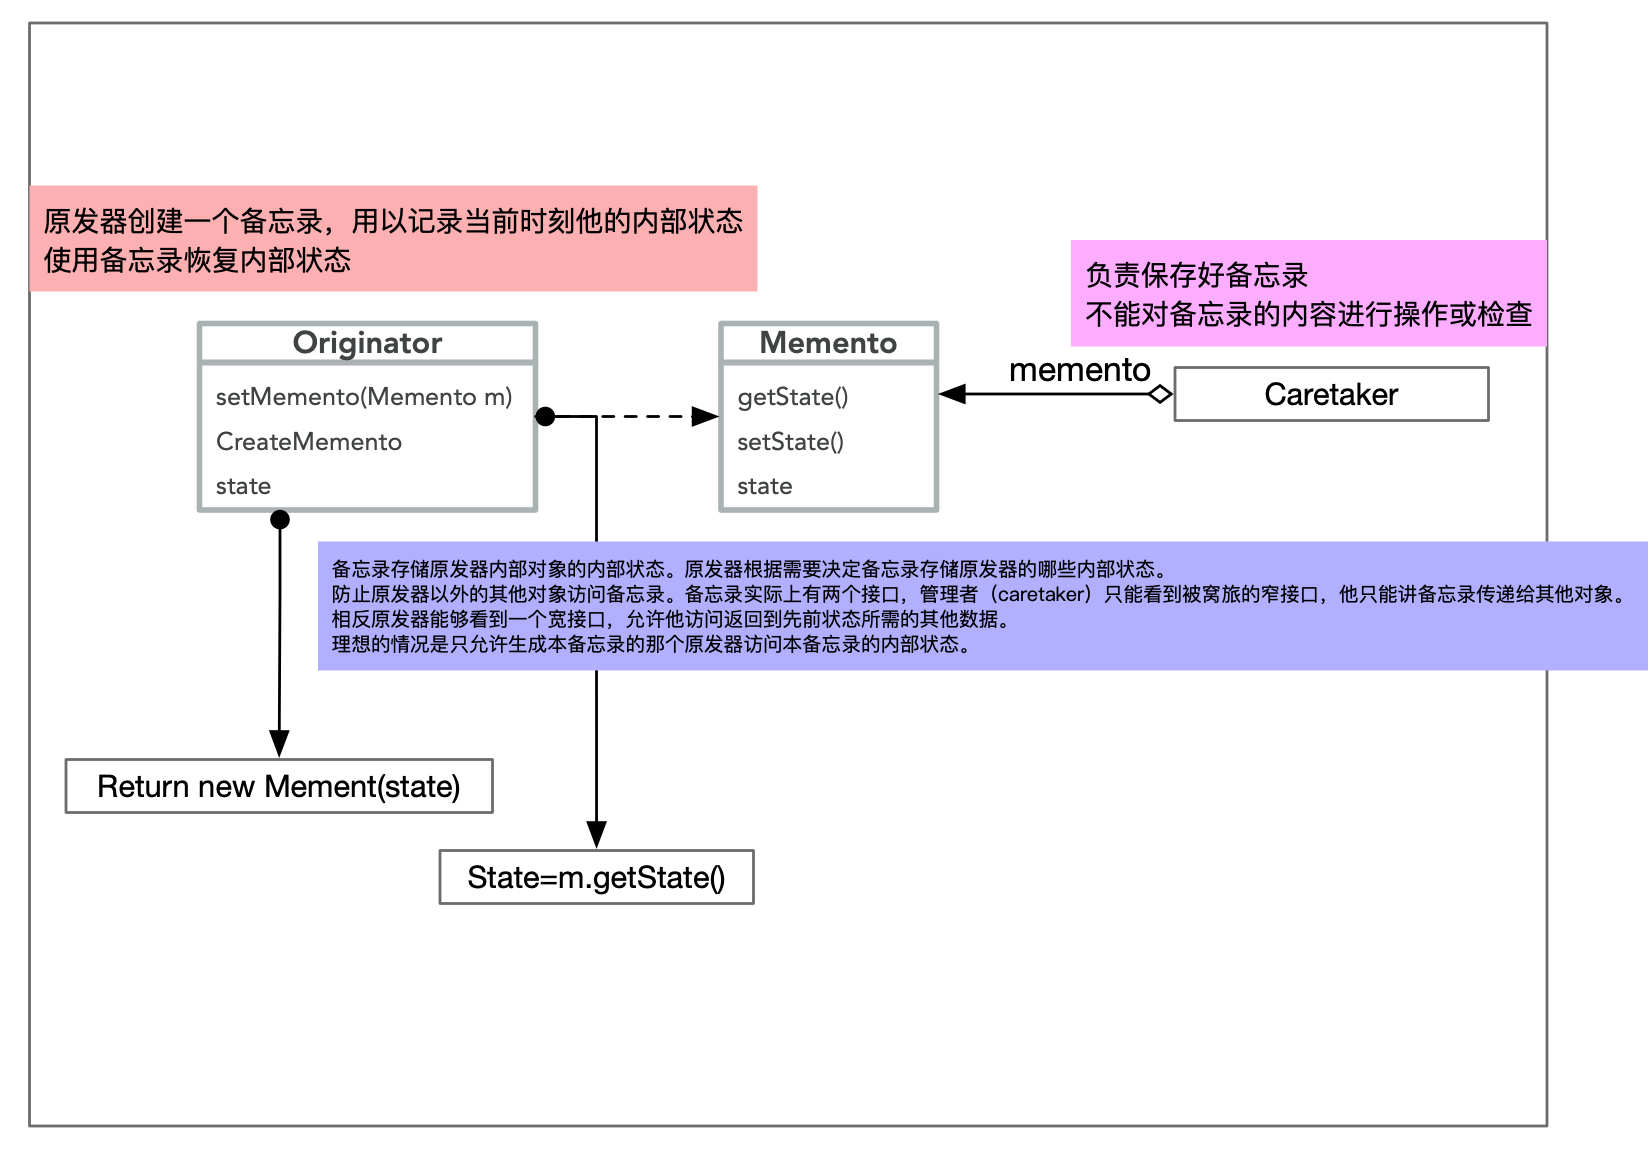 原发器创建一个备忘录，用以记录当前时刻他的内部状态
使用备忘录恢复内部状态
负责保存好备忘录
不能对备忘录的内容进行操作或检查
Originator
setMemento(Memento m)
CreateMemento
state
Memento
getState()
setState()
state
memento
Caretaker
备忘录存储原发器内部对象的内部状态。原发器根据需要决定备忘录存储原发器的哪些内部状态。
防止原发器以外的其他对象访问备忘录。备忘录实际上有两个接口，管理者（caretaker）只能看到被窝旅的窄接口，他只能讲备忘录传递给其他对象。
相反原发器能够看到一个宽接口，允许他访问返回到先前状态所需的其他数据。
理想的情况是只允许生成本备忘录的那个原发器访问本备忘录的内部状态。
Return new Mement(state)
State=m.getState()